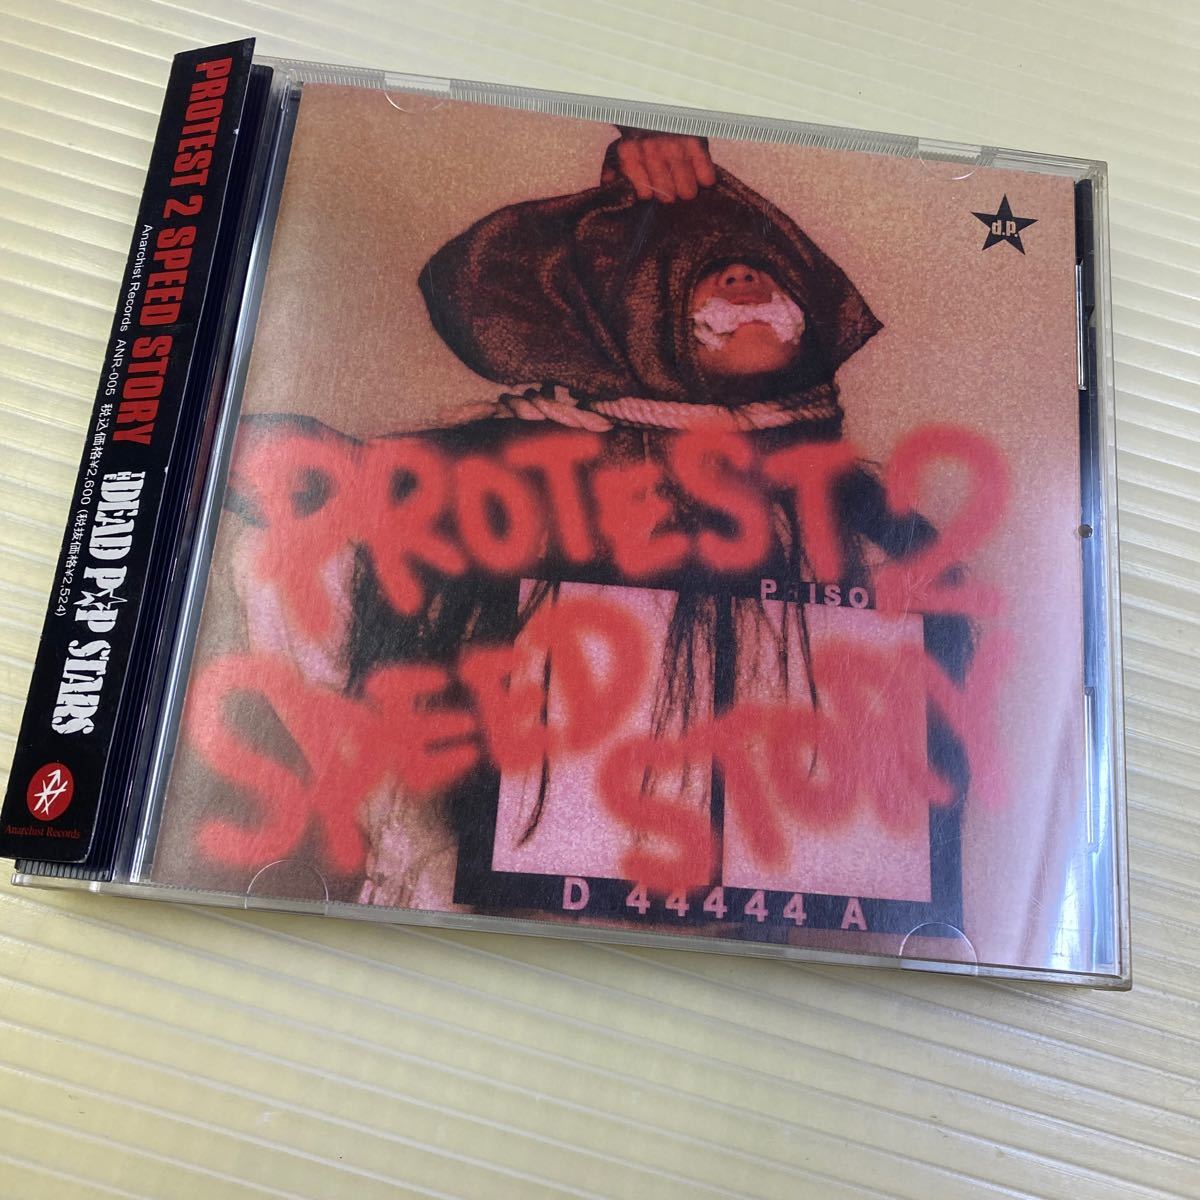 PROTEST 2 SPEED STORY
THE DEAD POP STARS
Anarchist Records ANR-005 税込価格¥2,600 (税抜価格¥2,524)
Anarchist Records
d.P.
PROTEST 2
SPEED STORY
D 44444 A